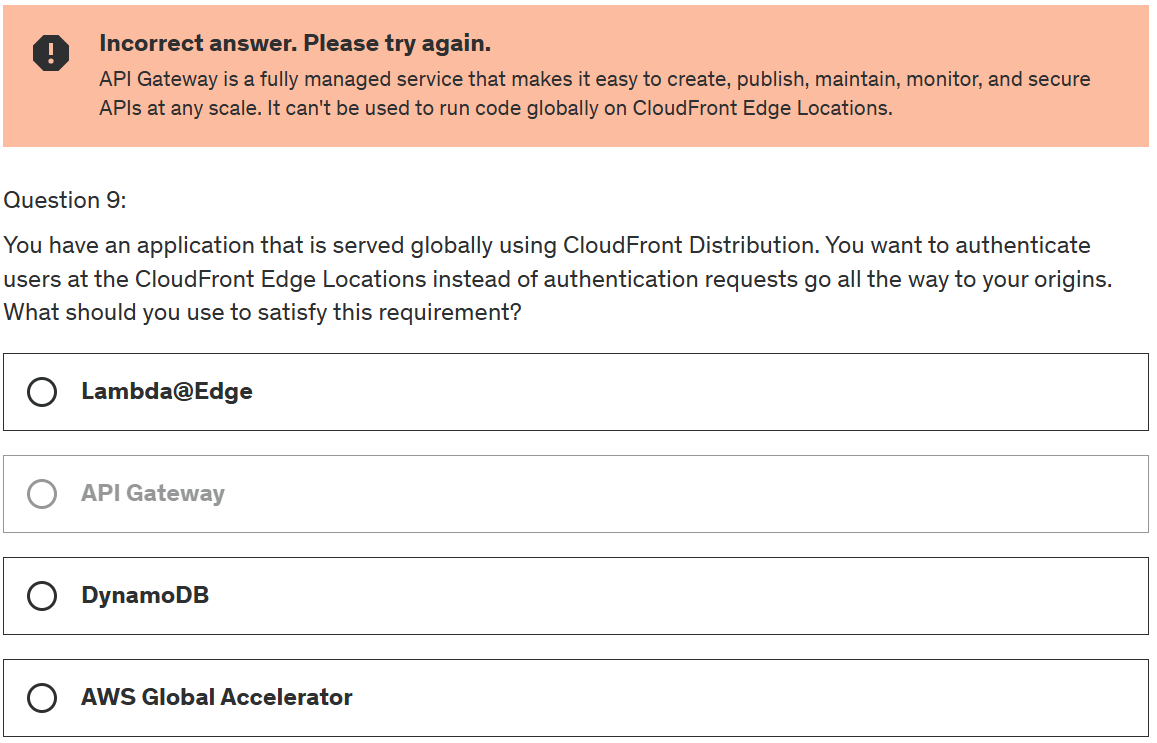 Incorrect answer. Please try again.
API Gateway is a fully managed service that makes it easy to create, publish, maintain, monitor, and secure
APIs at any scale. It can't be used to run code globally on CloudFront Edge Locations.
Question 9:
You have an application that is served globally using CloudFront Distribution. You want to authenticate
users at the CloudFront Edge Locations instead of authentication requests go all the way to your origins.
What should you use to satisfy this requirement?
Lambda@Edge
API Gateway
DynamoDB
AWS Global Accelerator